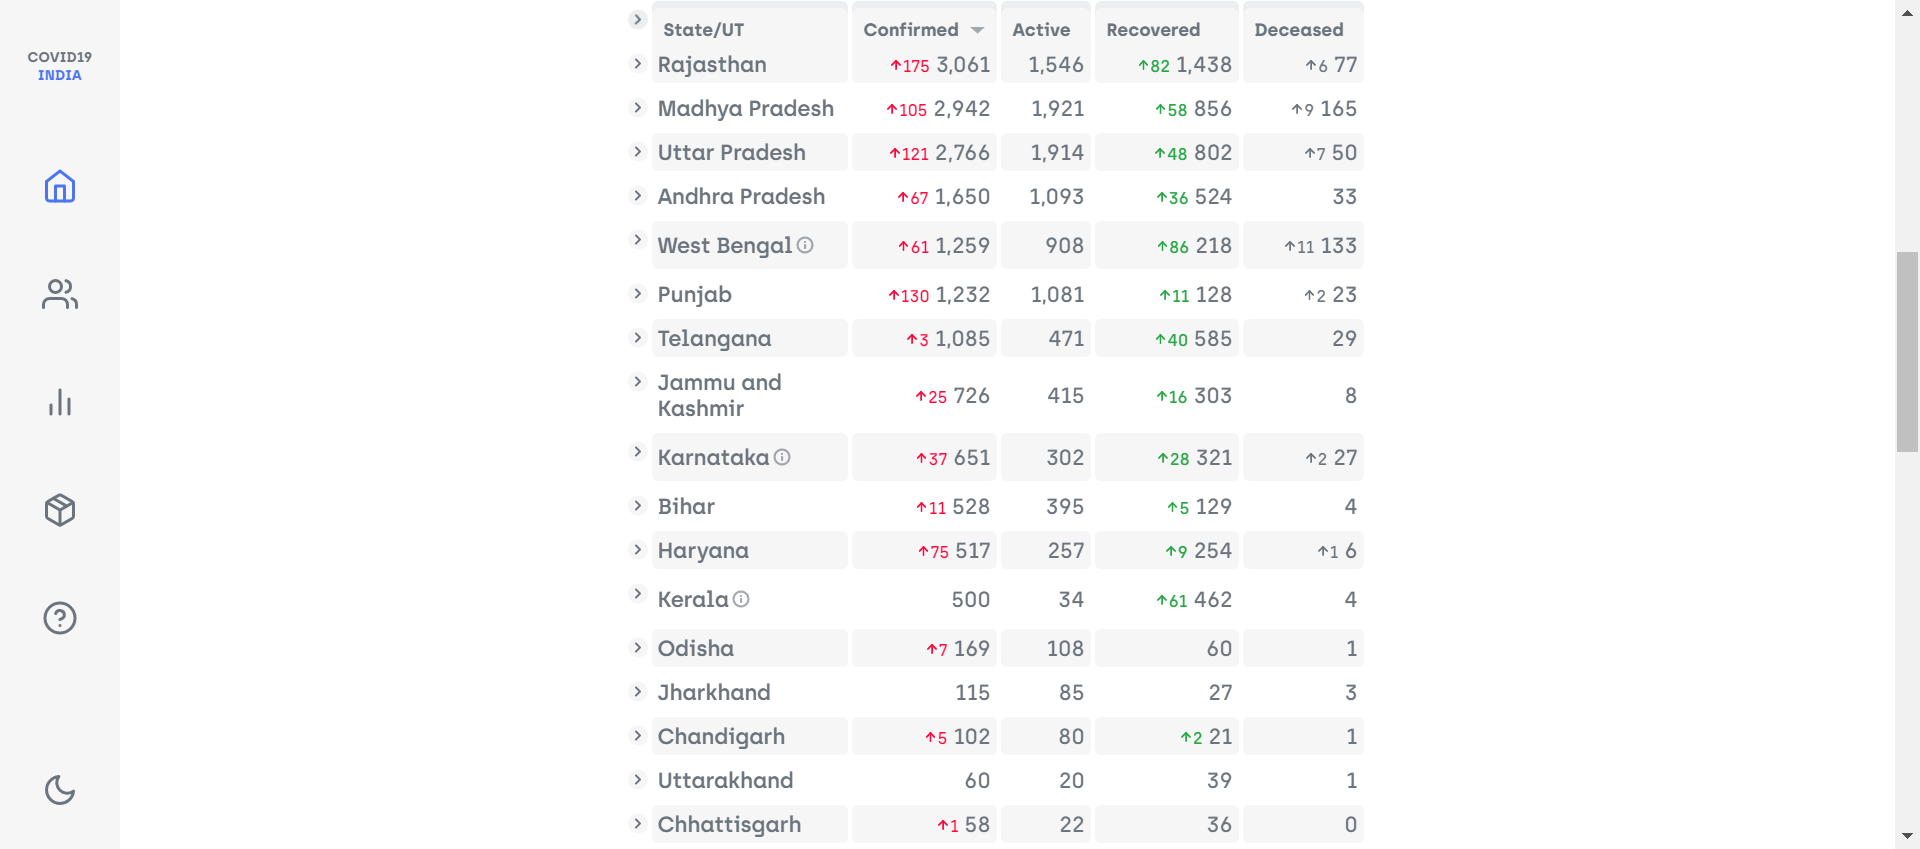 COVID19
INDIA
State/UT Confirmed Active Recovered Deceased
Rajasthan ↑175 3,061 1,546 ↑82 1,438 ↑6 77
Madhya Pradesh ↑105 2,942 1,921 ↑58 856 ↑9 165
Uttar Pradesh ↑121 2,766 1,914 ↑48 802 ↑7 50
Andhra Pradesh ↑67 1,650 1,093 ↑36 524 33
West Bengal ↑61 1,259 908 ↑86 218 ↑11 133
Punjab ↑130 1,232 1,081 ↑11 128 ↑2 23
Telangana ↑3 1,085 471 ↑40 585 29
Jammu and
Kashmir ↑25 726 415 ↑16 303 8
Karnataka ↑37 651 302 ↑28 321 ↑2 27
Bihar ↑11 528 395 ↑5 129 4
Haryana ↑75 517 257 ↑9 254 ↑1 6
Kerala 500 34 ↑61 462 4
Odisha ↑7 169 108 60 1
Jharkhand 115 85 27 3
Chandigarh ↑5 102 80 ↑2 21 1
Uttarakhand 60 20 39 1
Chhattisgarh ↑1 58 22 36 0